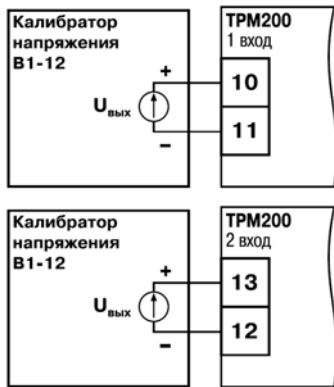 Калибратор
напряжения
В1-12
+
Uвых
–
ТРМ200
1 вход
10
11
Калибратор
напряжения
В1-12
+
Uвых
–
ТРМ200
2 вход
13
12